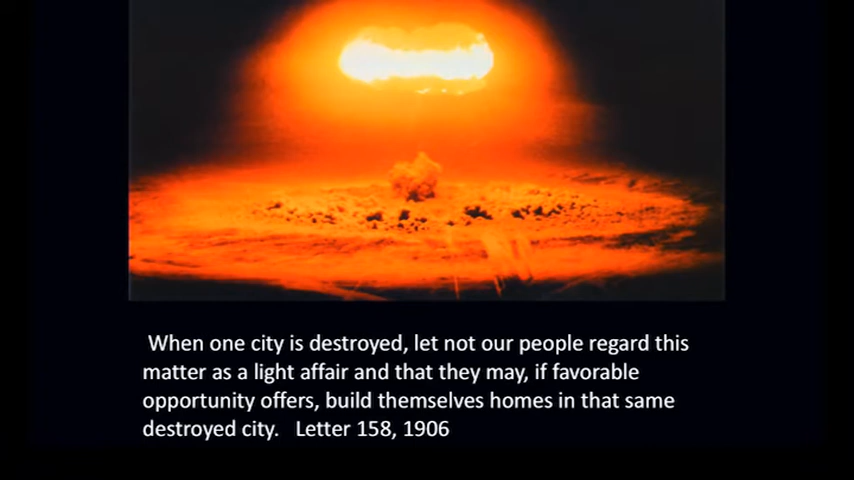 When one city is destroyed, let not our people regard this
matter as a light affair and that they may, if favorable
opportunity offers, build themselves homes in that same
destroyed city. Letter 158, 1906